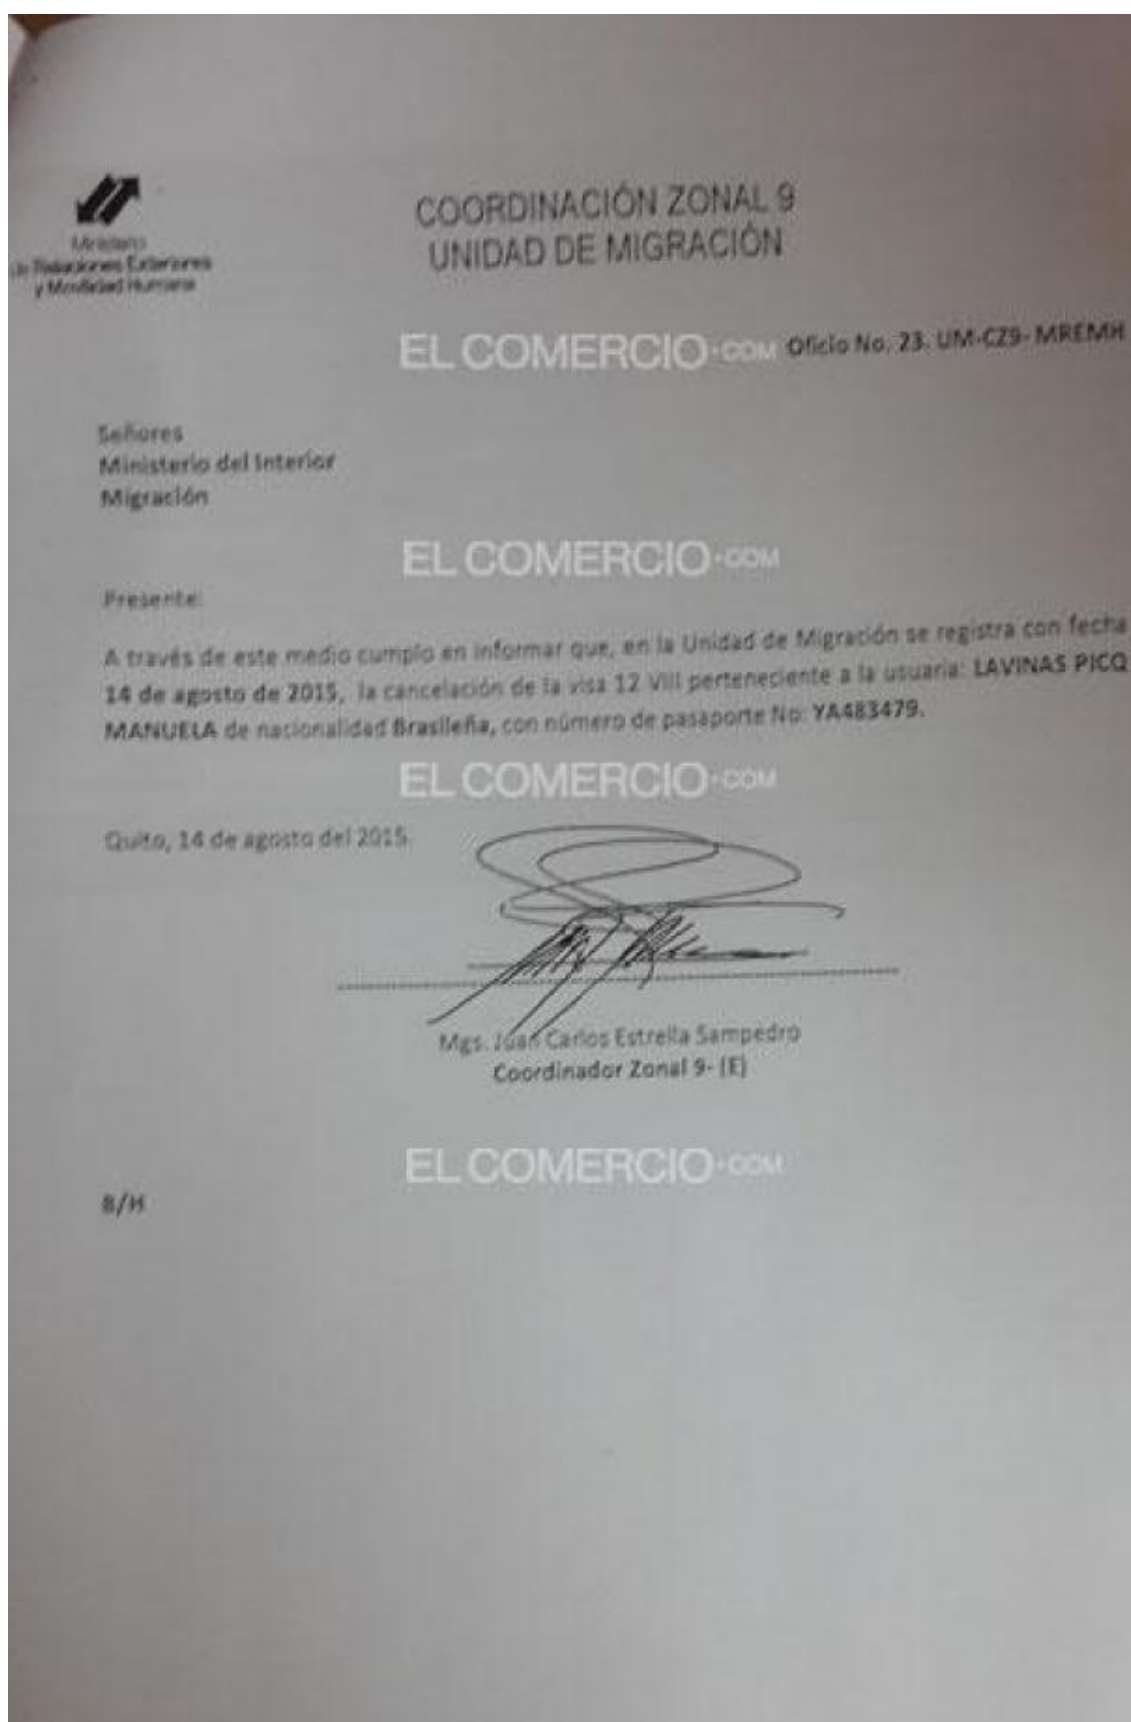 Ministerio
de Relaciones Exteriores
y Movilidad Humana
COORDINACIÓN ZONAL 9
UNIDAD DE MIGRACIÓN
EL COMERCIO.COM
Oficio No. 23. UM-CZ9- MREMH
Señores
Ministerio del Interior
Migración
EL COMERCIO.COM
Presente:
A través de este medio cumplo en informar que, en la Unidad de Migración se registra con fecha
14 de agosto de 2015, la cancelación de la visa 12 VIII perteneciente a la usuaria: LAVINAS PICQ
MANUELA de nacionalidad Brasileña, con número de pasaporte No: YA483479.
EL COMERCIO.COM
Quito, 14 de agosto del 2015.
Mgs. Juan Carlos Estrella Sampedro
Coordinador Zonal 9- (E)
EL COMERCIO.COM
B/H